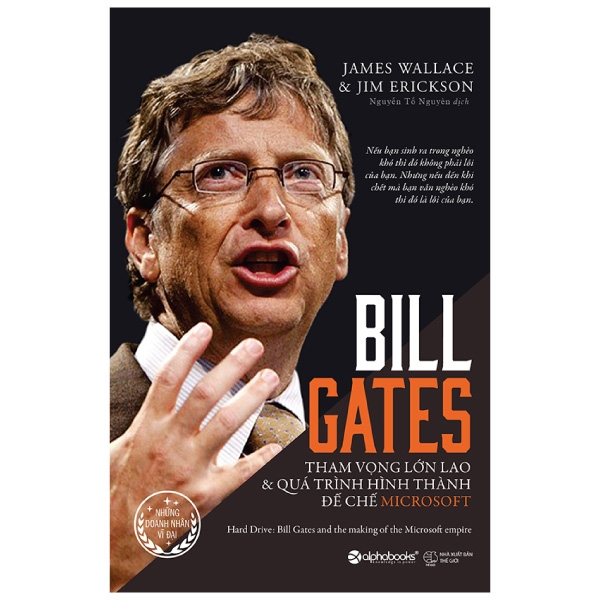 JAMES WALLACE
& JIM ERICKSON
Nguyễn Tố Nguyên dịch
Nếu bạn sinh ra trong nghèo
khó thì đó không phải lỗi
của bạn. Nhưng nếu đến khi
chết mà bạn vẫn nghèo khó
thì đó là lỗi của bạn.
BILL
GATES
THAM VỌNG LỚN LAO
& QUÁ TRÌNH HÌNH THÀNH
ĐẾ CHẾ MICROSOFT
NHỮNG
DOANH NHÂN
VĨ ĐẠI
Hard Drive: Bill Gates and the making of the Microsoft empire
alphabooks
knowledge is power
NHÀ XUẤT BẢN
THẾ GIỚI